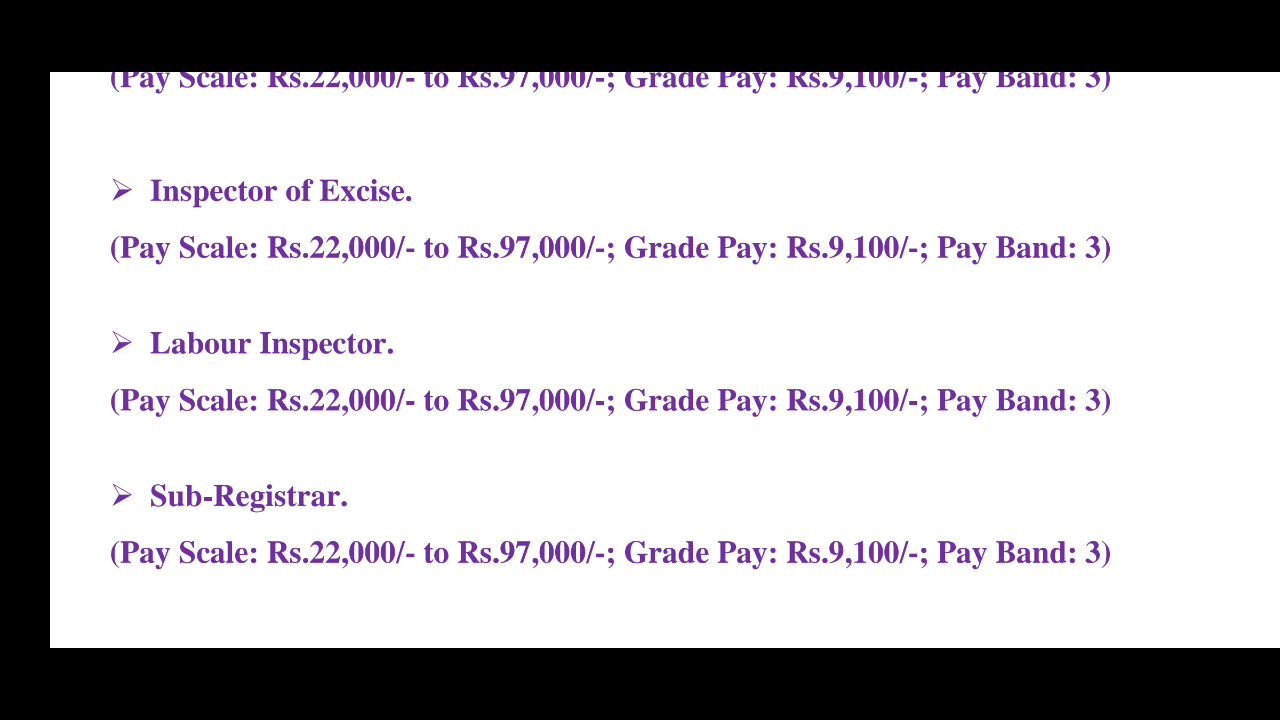 (Pay Scale: Rs.22,000/- to Rs.97,000/-; Grade Pay: Rs.9,100/-; Pay Band: 3)
➢ Inspector of Excise.
(Pay Scale: Rs.22,000/- to Rs.97,000/-; Grade Pay: Rs.9,100/-; Pay Band: 3)
➢ Labour Inspector.
(Pay Scale: Rs.22,000/- to Rs.97,000/-; Grade Pay: Rs.9,100/-; Pay Band: 3)
➢ Sub-Registrar.
(Pay Scale: Rs.22,000/- to Rs.97,000/-; Grade Pay: Rs.9,100/-; Pay Band: 3)